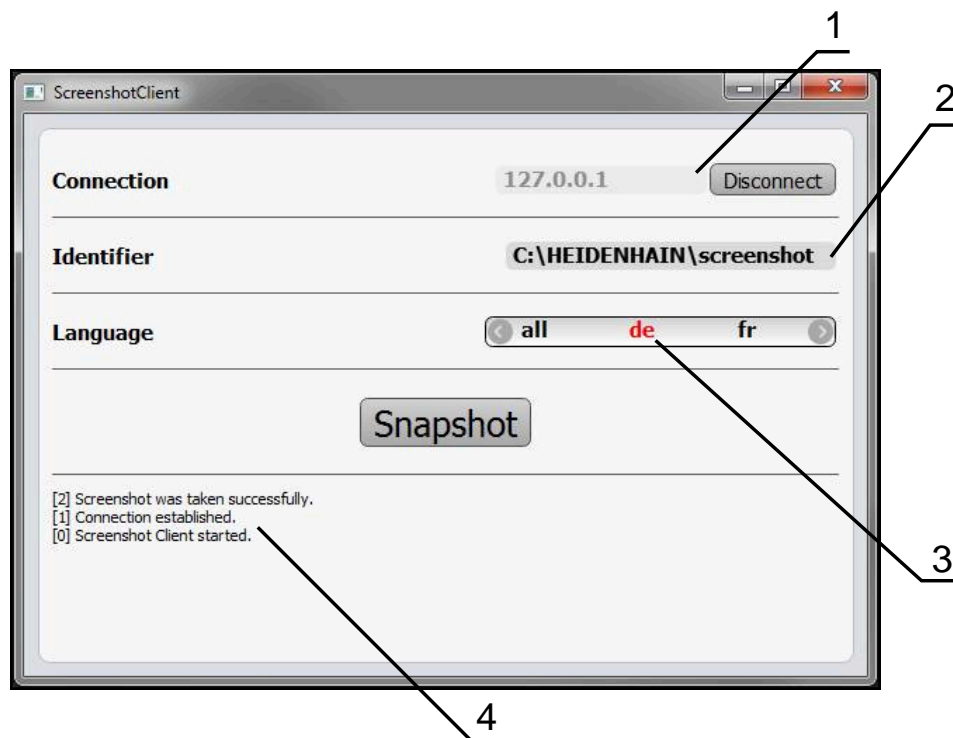 1
ScreenshotClient
2
Connection 127.0.0.1 Disconnect
Identifier C:\HEIDENHAIN\screenshot
Language all de fr
Snapshot
[2] Screenshot was taken successfully.
[1] Connection established.
[0] Screenshot Client started.
3
4